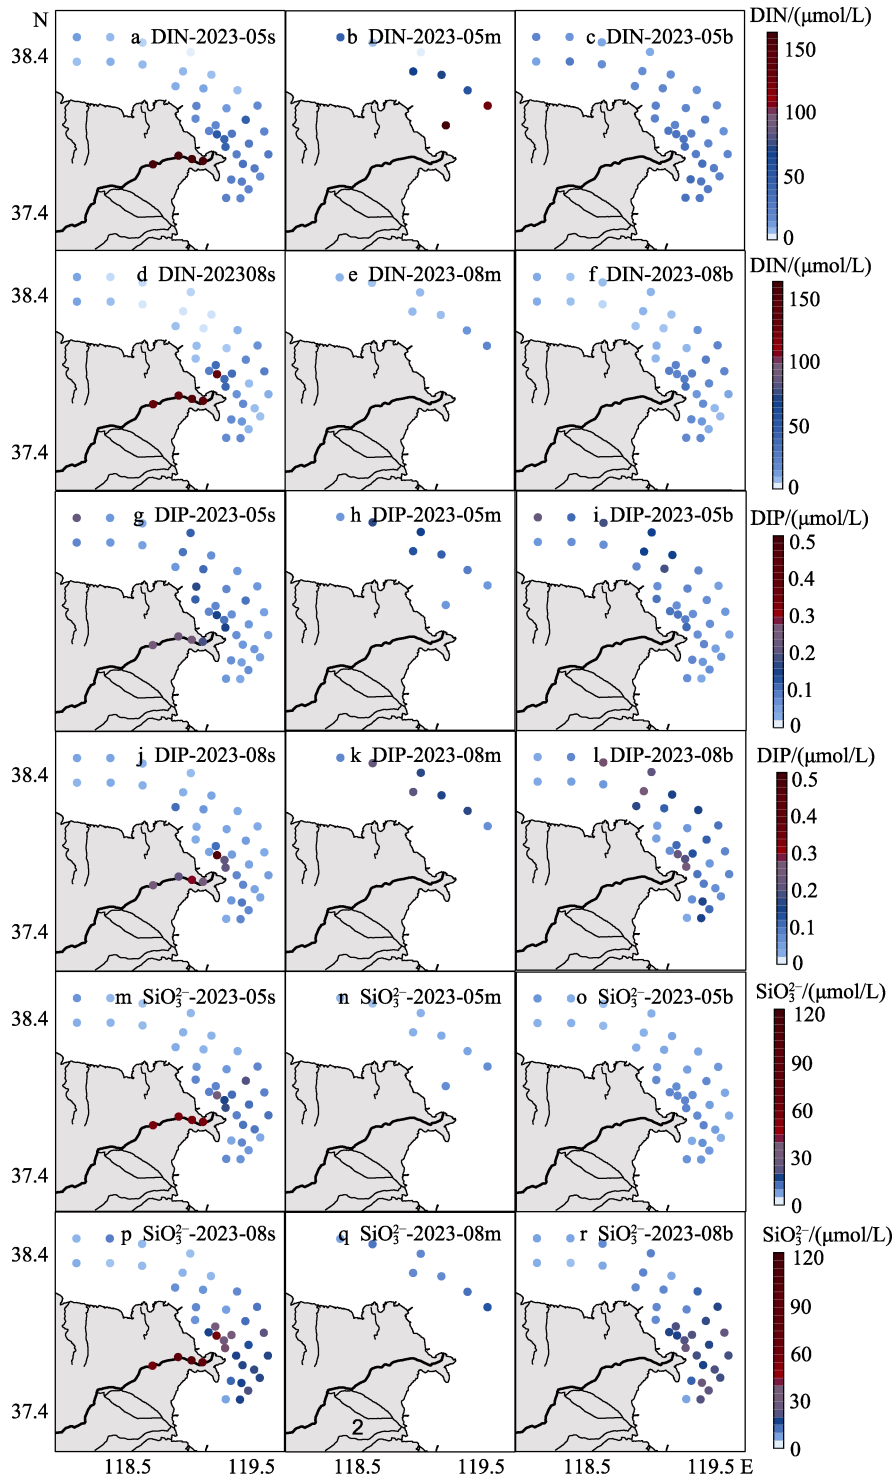 N
a DIN-2023-05s
b DIN-2023-05m
c DIN-2023-05b
DIN/(μmol/L)
38.4
37.4
150
100
50
0
d DIN-202308s
e DIN-2023-08m
f DIN-2023-08b
DIN/(μmol/L)
38.4
37.4
150
100
50
0
g DIP-2023-05s
h DIP-2023-05m
i DIP-2023-05b
DIP/(μmol/L)
0.5
0.4
0.3
0.2
0.1
0
j DIP-2023-08s
k DIP-2023-08m
l DIP-2023-08b
DIP/(μmol/L)
38.4
37.4
0.5
0.4
0.3
0.2
0.1
0
m SiO₃²⁻-2023-05s
n SiO₃²⁻-2023-05m
o SiO₃²⁻-2023-05b
SiO₃²⁻/(μmol/L)
38.4
37.4
120
90
60
30
0
p SiO₃²⁻-2023-08s
q SiO₃²⁻-2023-08m
r SiO₃²⁻-2023-08b
SiO₃²⁻/(μmol/L)
38.4
37.4
120
90
60
30
0
2
118.5 119.5 118.5 119.5 118.5 119.5 E